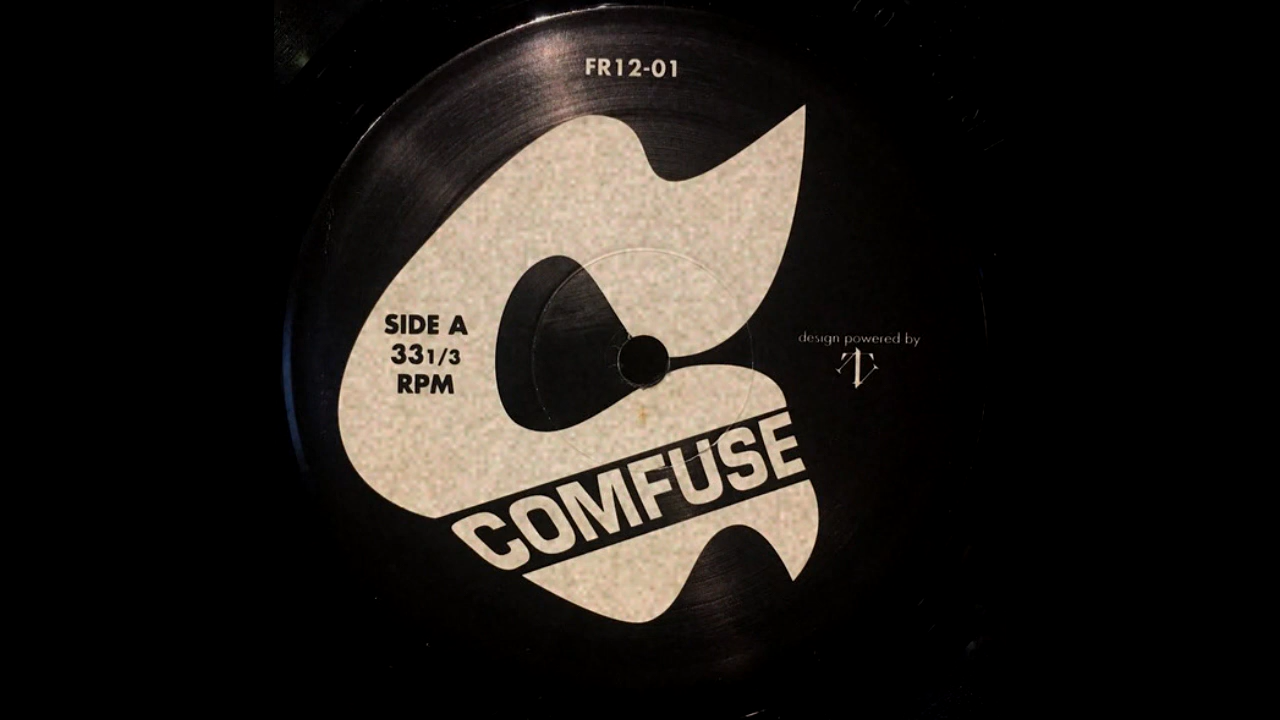 FR12-01
SIDE A
33 1/3
RPM
design powered by
COMFUSE